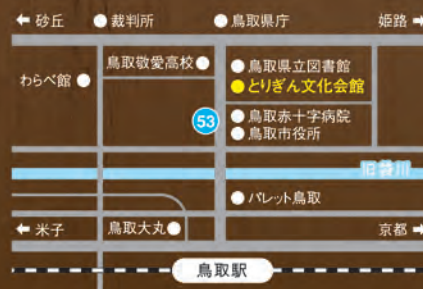 ← 砂丘
裁判所
鳥取県庁
姫路 →
鳥取敬愛高校
鳥取県立図書館
わらべ館
とりぎん文化会館
53
鳥取赤十字病院
鳥取市役所
旧袋川
パレット鳥取
← 米子
鳥取大丸
京都 →
鳥取駅